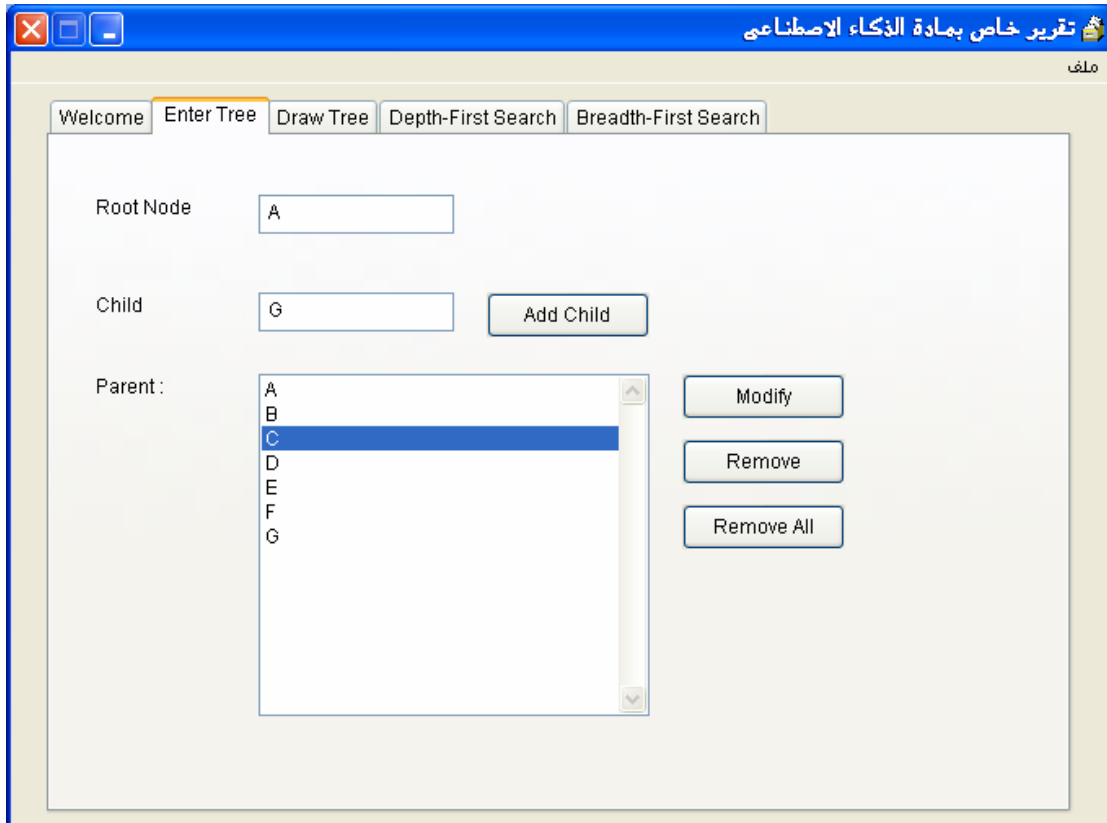 تقرير خاص بمادة الذكاء الاصطناعي
ملف
Welcome Enter Tree Draw Tree Depth-First Search Breadth-First Search
Root Node A
Child G Add Child
Parent :
A
B
C
D
E
F
G
Modify
Remove
Remove All